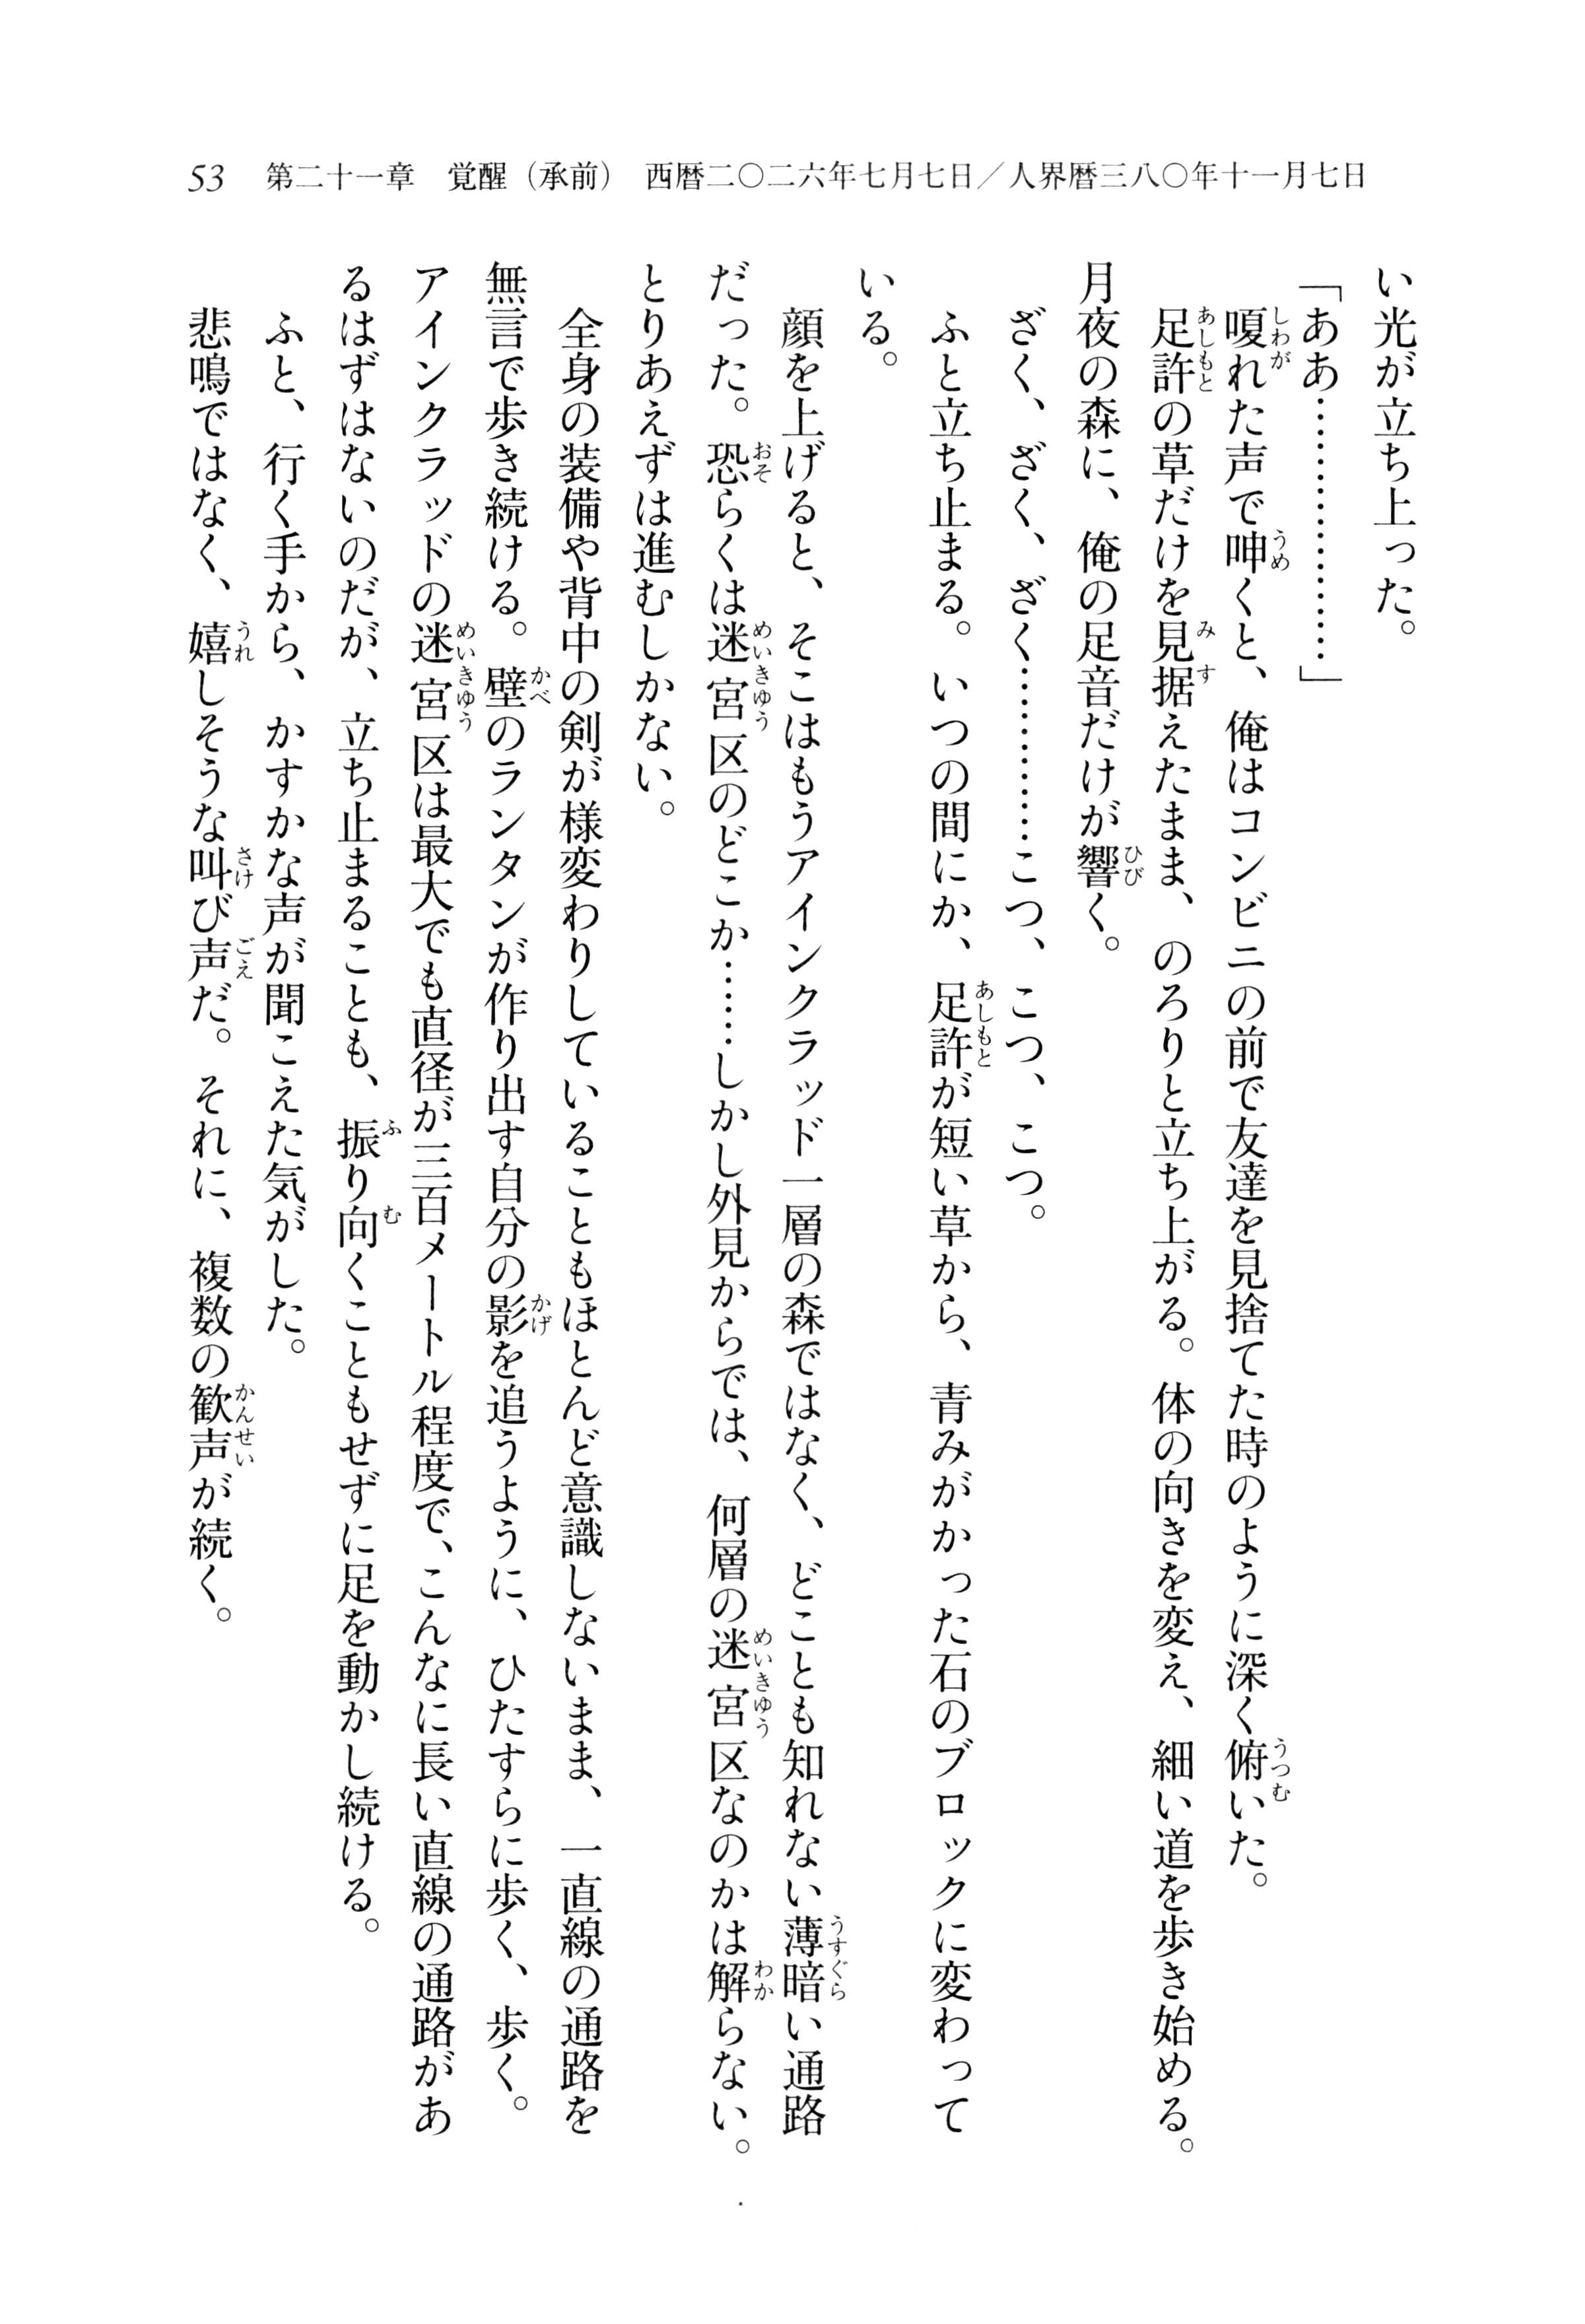 53　第二十一章　覚醒（承前）　西暦二〇二六年七月七日／人界暦三八〇年十一月七日
い光が立ち上った。
「ああ………………」
嗄れた声で呻くと、俺はコンビニの前で友達を見捨てた時のように深く俯いた。
足許の草だけを見据えたまま、のろりと立ち上がる。体の向きを変え、細い道を歩き始める。
月夜の森に、俺の足音だけが響く。
ざく、ざく、ざく…………こつ、こつ、こつ。
ふと立ち止まる。いつの間にか、足許が短い草から、青みがかった石のブロックに変わって
いる。
顔を上げると、そこはもうアインクラッド一層の森ではなく、どことも知れない薄暗い通路
だった。恐らくは迷宮区のどこか……しかし外見からでは、何層の迷宮区なのかは解らない。
とりあえずは進むしかない。
全身の装備や背中の剣が様変わりしていることもほとんど意識しないまま、一直線の通路を
無言で歩き続ける。壁のランタンが作り出す自分の影を追うように、ひたすらに歩く、歩く。
アインクラッドの迷宮区は最大でも直径が三百メートル程度で、こんなに長い直線の通路があ
るはずはないのだが、立ち止まることも、振り向くこともせずに足を動かし続ける。
ふと、行く手から、かすかな声が聞こえた気がした。
悲鳴ではなく、嬉しそうな叫び声だ。それに、複数の歓声が続く。